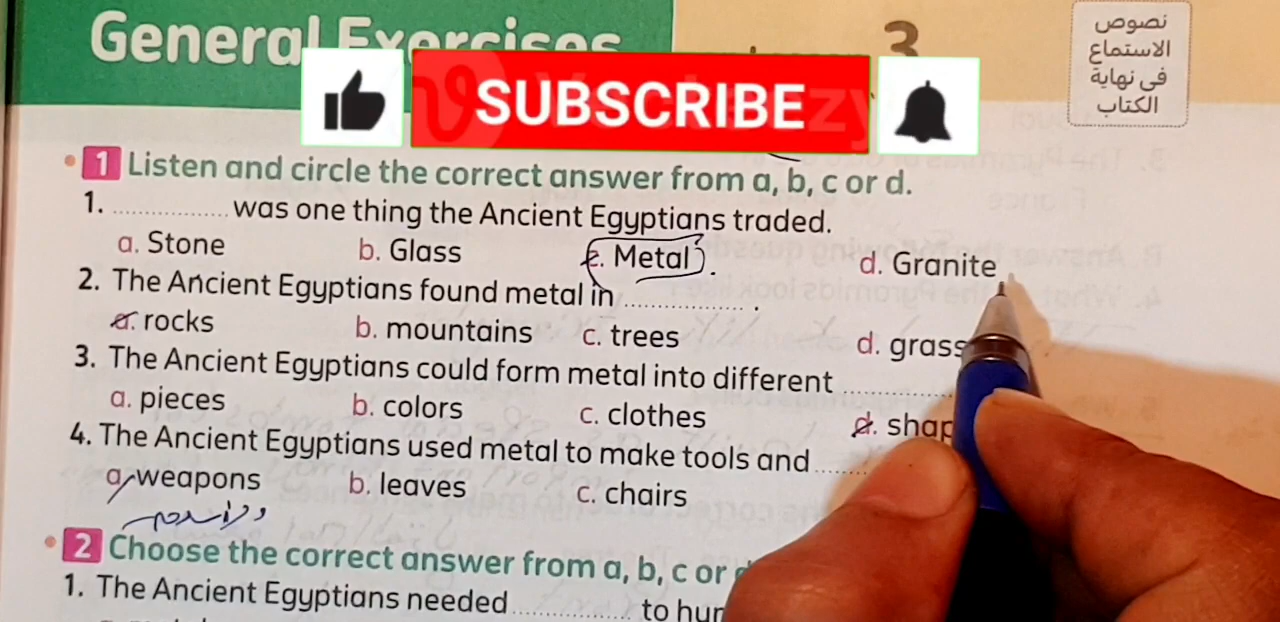 General Exercises
3
نصوص
الاستماع
فى نهاية
الكتاب
SUBSCRIBE
1 Listen and circle the correct answer from a, b, c or d.
1. .................. was one thing the Ancient Egyptians traded.
a. Stone b. Glass c. Metal d. Granite
2. The Ancient Egyptians found metal in .................. .
a. rocks b. mountains c. trees d. grass
3. The Ancient Egyptians could form metal into different ..................
a. pieces b. colors c. clothes d. shap
4. The Ancient Egyptians used metal to make tools and ........
a. weapons b. leaves c. chairs
2 Choose the correct answer from a, b, c or d
1. The Ancient Egyptians needed .................. to hun